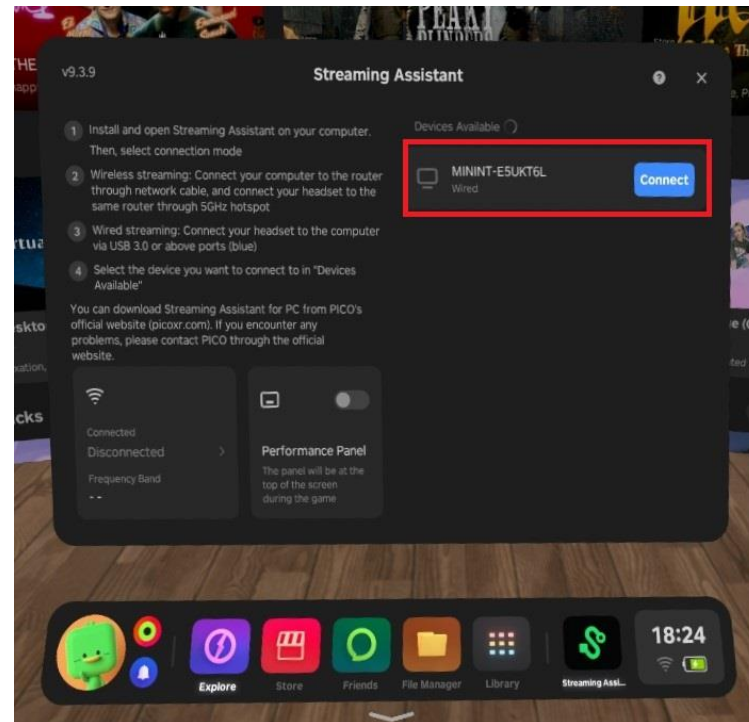 PEAKY
BLINDERS
THE
v9.3.9
Streaming Assistant
1 Install and open Streaming Assistant on your computer.
Then, select connection mode
2 Wireless streaming: Connect your computer to the router
through network cable, and connect your headset to the
same router through 5GHz hotspot
3 Wired streaming: Connect your headset to the computer
via USB 3.0 or above ports (blue)
4 Select the device you want to connect to in "Devices
Available"
You can download Streaming Assistant for PC from PICO's
official website (picoxr.com). If you encounter any
problems, please contact PICO through the official
website.
Connected
Disconnected
Frequency Band
--
Performance Panel
The panel will be at the
top of the screen
during the game
Devices Available
MININT-E5UKT6L
Wired
Connect
Explore
Store
Friends
File Manager
Library
Streaming Assi...
18:24